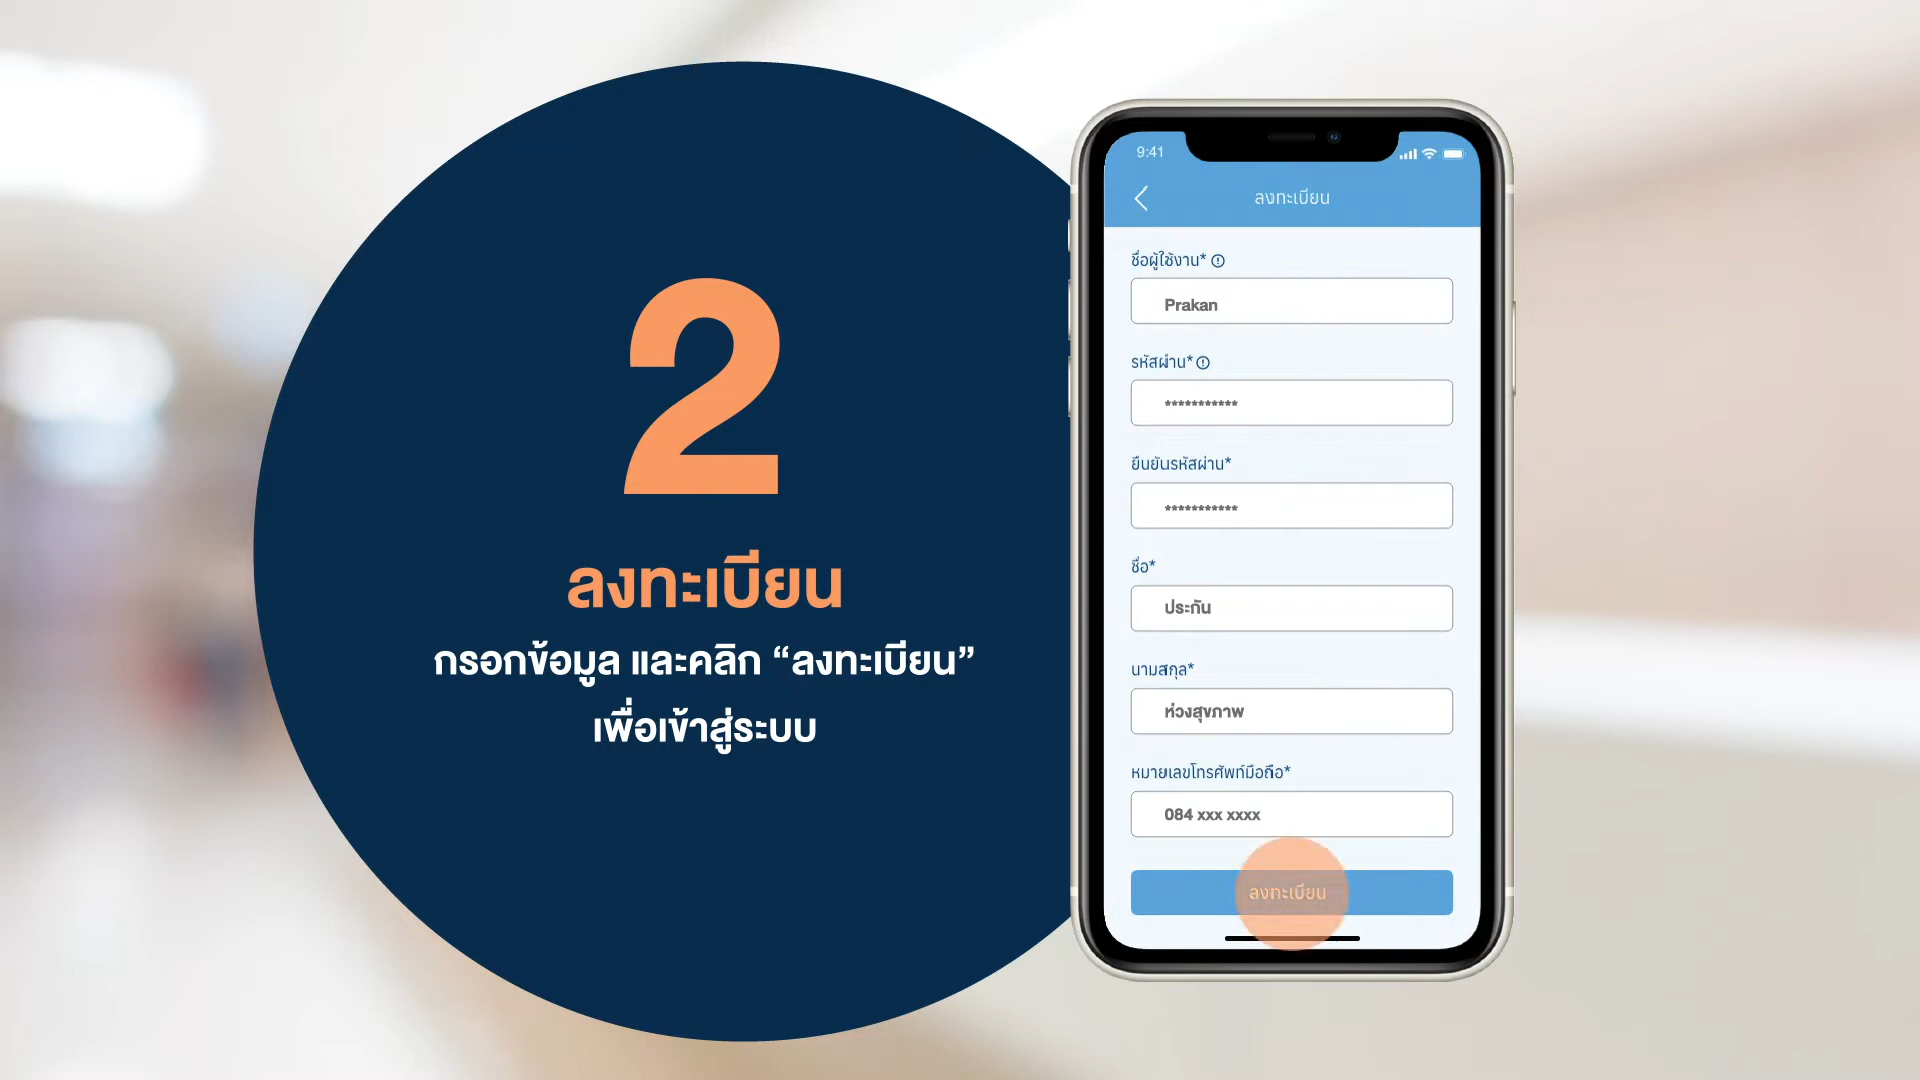 2
ลงทะเบียน
กรอกข้อมูล และคลิก “ลงทะเบียน”
เพื่อเข้าสู่ระบบ
9:41
ลงทะเบียน
ชื่อผู้ใช้งาน*
Prakan
รหัสผ่าน*
***********
ยืนยันรหัสผ่าน*
***********
ชื่อ*
ประกัน
นามสกุล*
ห่วงสุขภาพ
หมายเลขโทรศัพท์มือถือ*
084 xxx xxxx
ลงทะเบียน